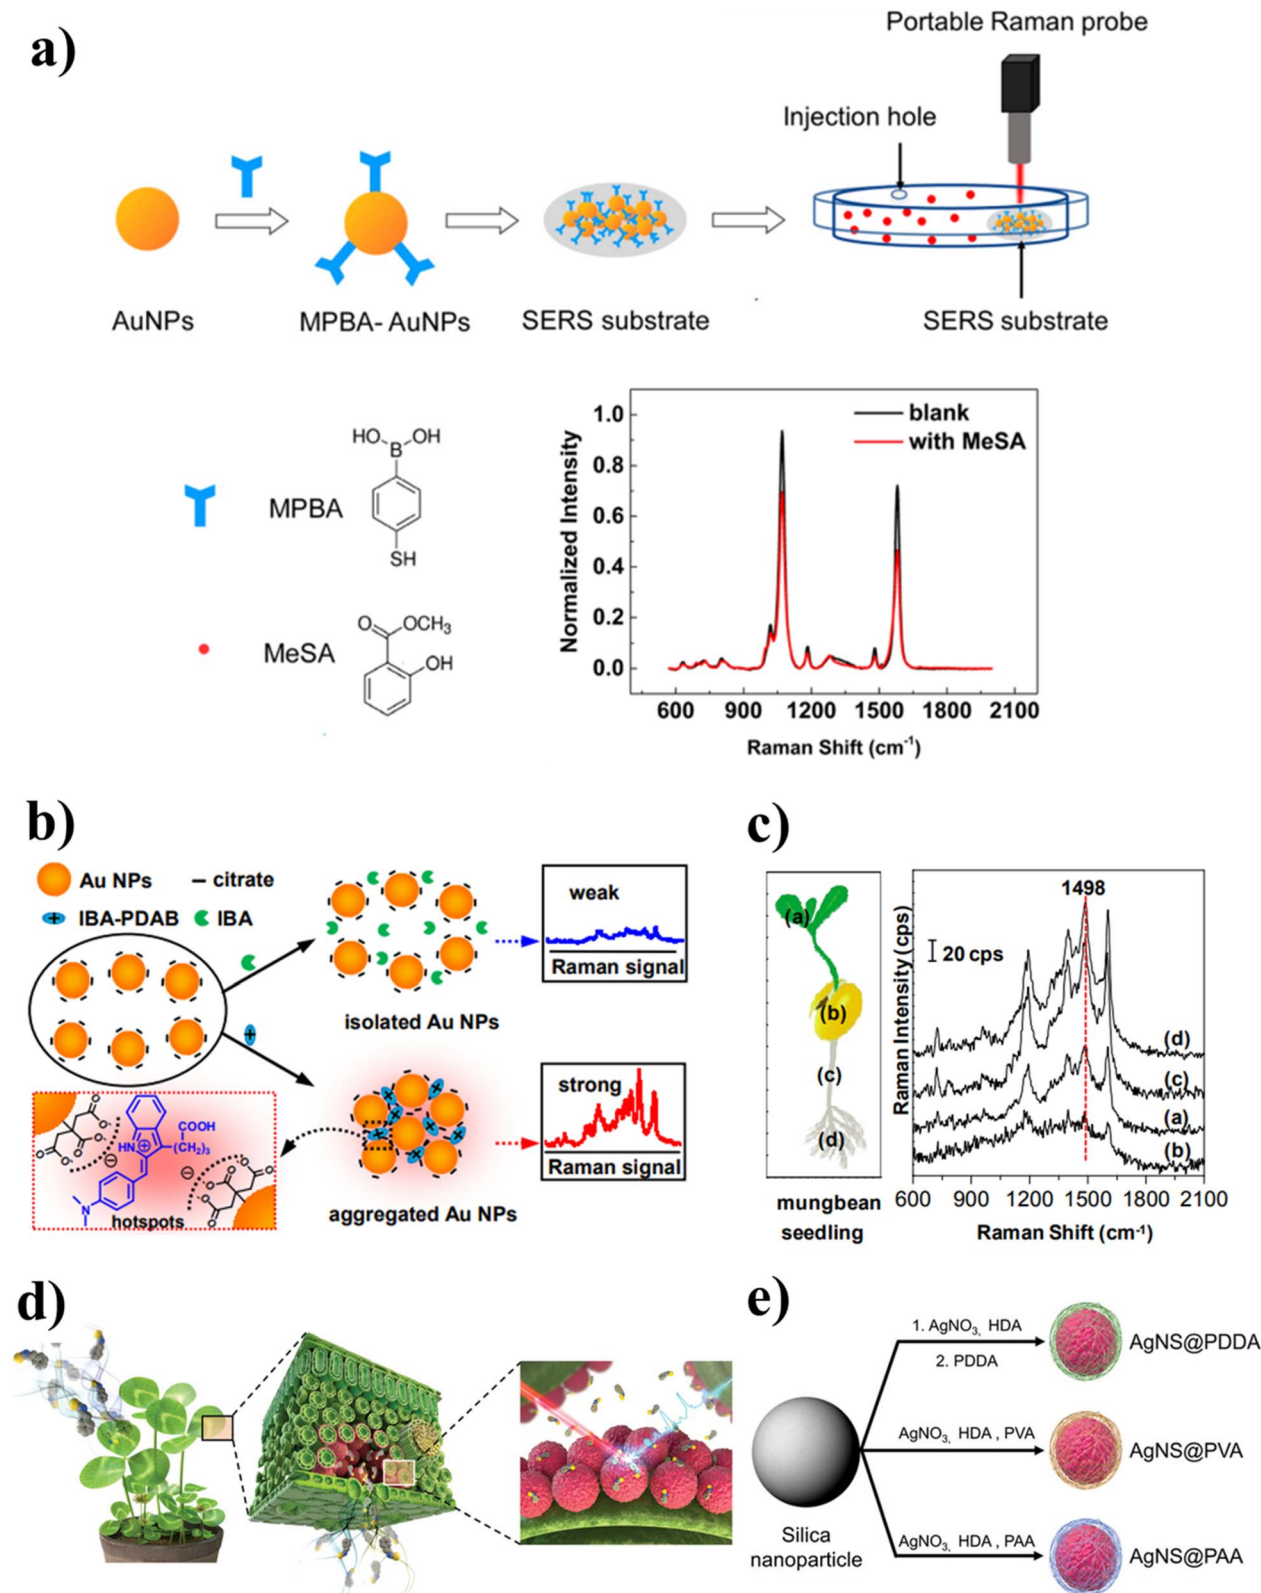 a)
Portable Raman probe
Injection hole
AuNPs
MPBA- AuNPs
SERS substrate
SERS substrate
HO
OH
B
MPBA
SH
O
OCH3
MeSA
OH
Normalized Intensity
1.0
0.8
0.6
0.4
0.2
0.0
blank
with MeSA
600 900 1200 1500 1800 2100
Raman Shift (cm-1)
b)
Au NPs – citrate
IBA-PDAB IBA
weak
Raman signal
isolated Au NPs
strong
Raman signal
aggregated Au NPs
COOH
(CH2)3
HN
N
hotspots
c)
(a)
(b)
(c)
(d)
mungbean
seedling
Raman Intensity (cps)
1498
20 cps
(d)
(c)
(a)
(b)
600 900 1200 1500 1800 2100
Raman Shift (cm-1)
d)
e)
1. AgNO3, HDA
2. PDDA
AgNS@PDDA
AgNO3, HDA , PVA
AgNS@PVA
AgNO3, HDA , PAA
AgNS@PAA
Silica
nanoparticle